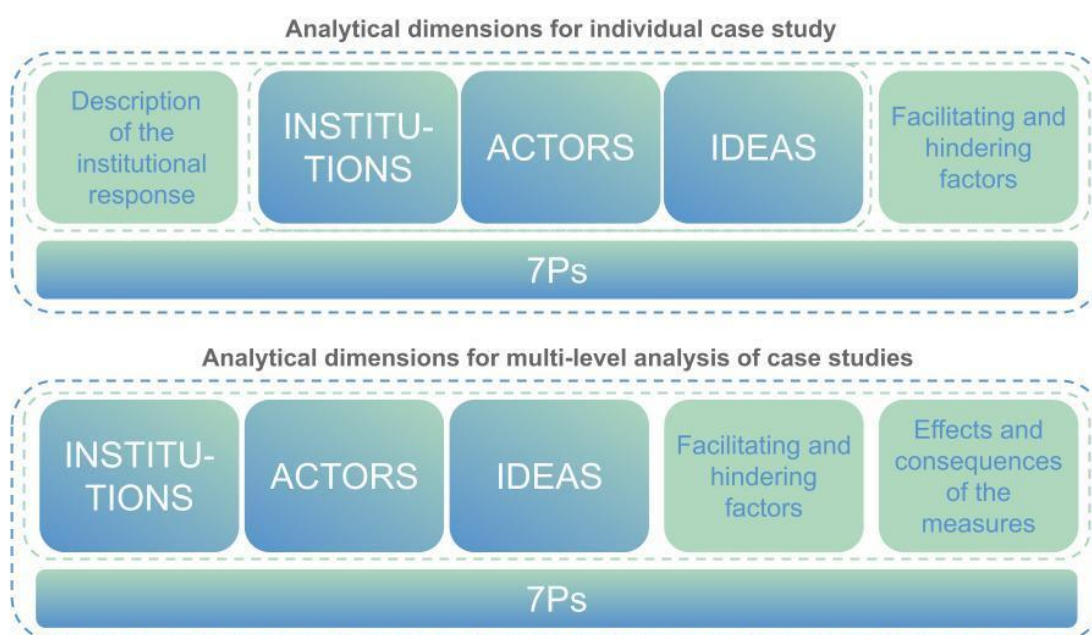 Analytical dimensions for individual case study
Description
of the
institutional
response
INSTITU-
TIONS
ACTORS
IDEAS
Facilitating and
hindering
factors
7Ps
Analytical dimensions for multi-level analysis of case studies
INSTITU-
TIONS
ACTORS
IDEAS
Facilitating and
hindering
factors
Effects and
consequences
of the
measures
7Ps